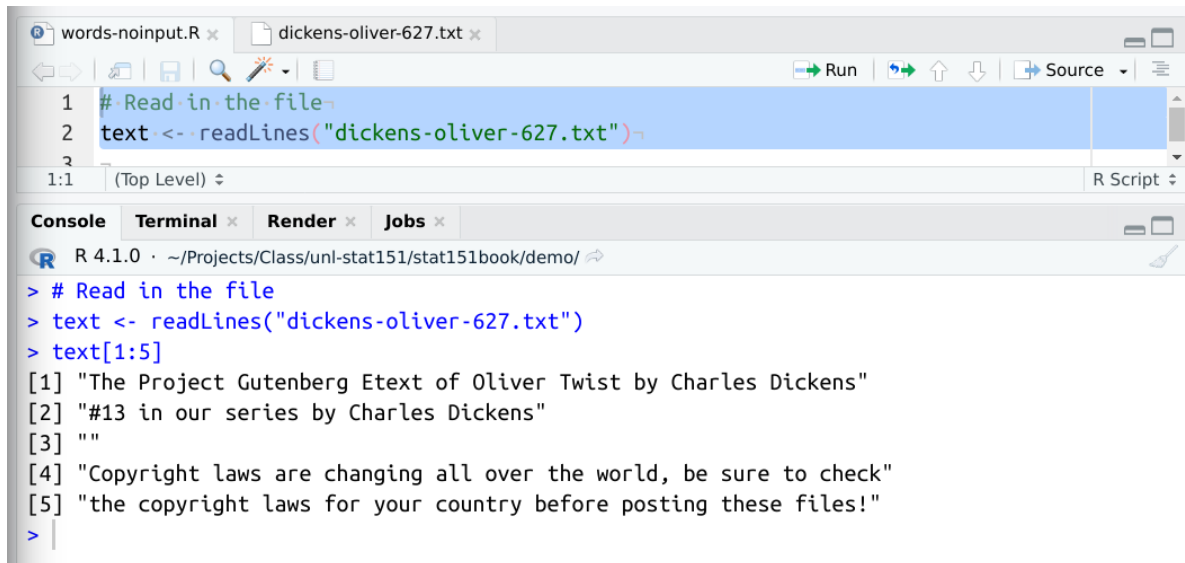 words-noinput.R × dickens-oliver-627.txt ×
Run Source
1 # Read in the file
2 text <- readLines("dickens-oliver-627.txt")
3
1:1 (Top Level) R Script
Console Terminal × Render × Jobs ×
R 4.1.0 · ~/Projects/Class/unl-stat151/stat151book/demo/
> # Read in the file
> text <- readLines("dickens-oliver-627.txt")
> text[1:5]
[1] "The Project Gutenberg Etext of Oliver Twist by Charles Dickens"
[2] "#13 in our series by Charles Dickens"
[3] ""
[4] "Copyright laws are changing all over the world, be sure to check"
[5] "the copyright laws for your country before posting these files!"
>